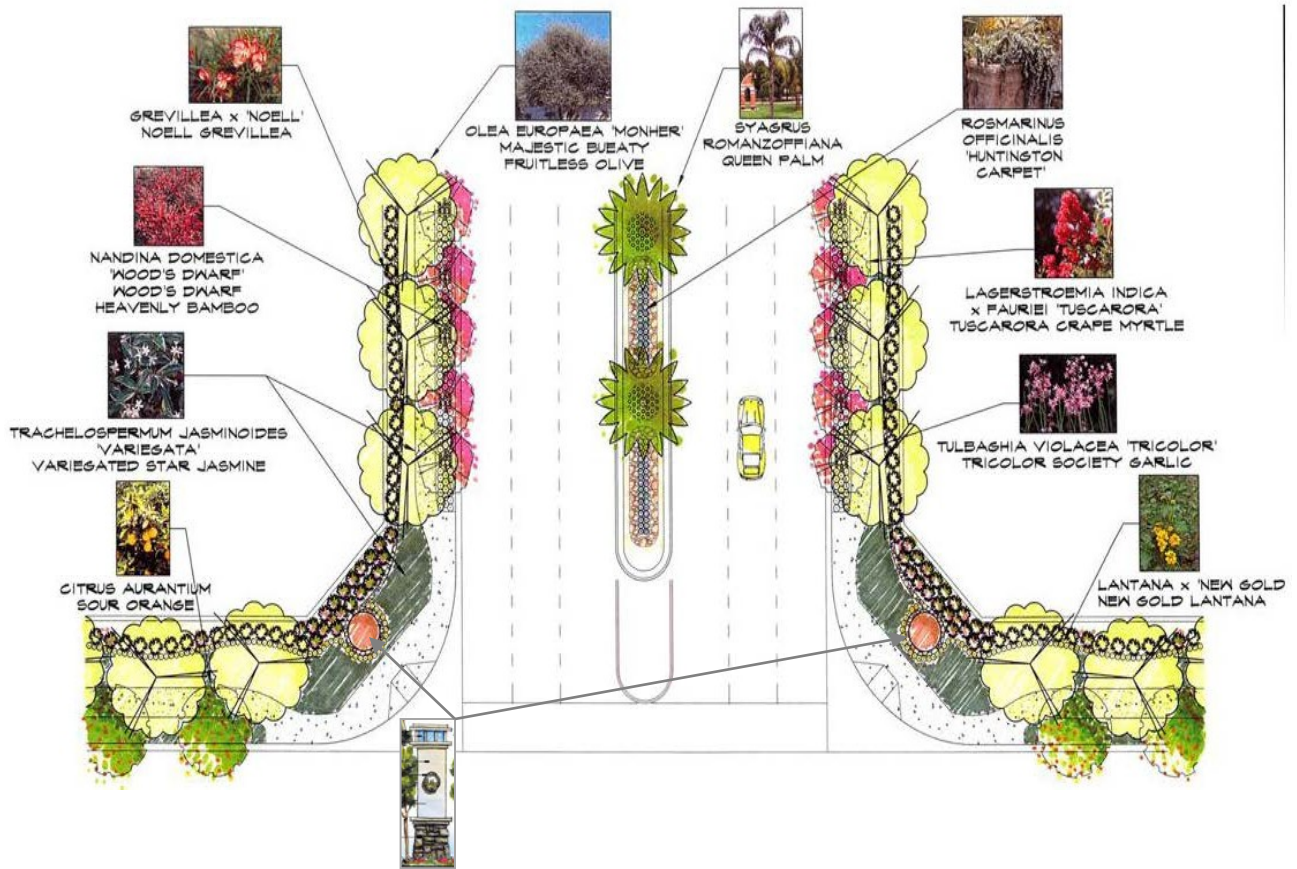 GREVILLEA x 'NOELL'
NOELL GREVILLEA
OLEA EUROPAEA 'MONHER'
MAJESTIC BUEATY
FRUITLESS OLIVE
SYAGRUS
ROMANZOFFIANA
QUEEN PALM
ROSMARINUS
OFFICINALIS
'HUNTINGTON
CARPET'
NANDINA DOMESTICA
'WOOD'S DWARF'
WOOD'S DWARF
HEAVENLY BAMBOO
LAGERSTROEMIA INDICA
x FAURIEI 'TUSCARORA'
TUSCARORA CRAPE MYRTLE
TRACHELOSPERMUM JASMINOIDES
'VARIEGATA'
VARIEGATED STAR JASMINE
TULBAGHIA VIOLACEA 'TRICOLOR'
TRICOLOR SOCIETY GARLIC
CITRUS AURANTIUM
SOUR ORANGE
LANTANA x 'NEW GOLD
NEW GOLD LANTANA